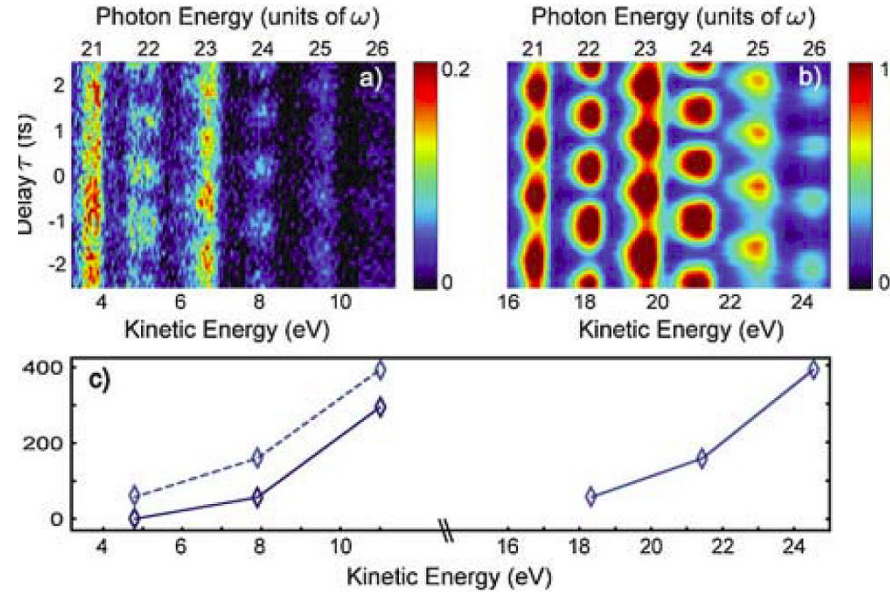 Photon Energy (units of ω) Photon Energy (units of ω)
21 22 23 24 25 26 21 22 23 24 25 26
a) 0.2 b) 1
Delay τ (fs)
2
1
0
-1
-2
0 0
4 6 8 10 16 18 20 22 24
Kinetic Energy (eV) Kinetic Energy (eV)
c)
400
200
0
4 6 8 10 16 18 20 22 24
Kinetic Energy (eV)